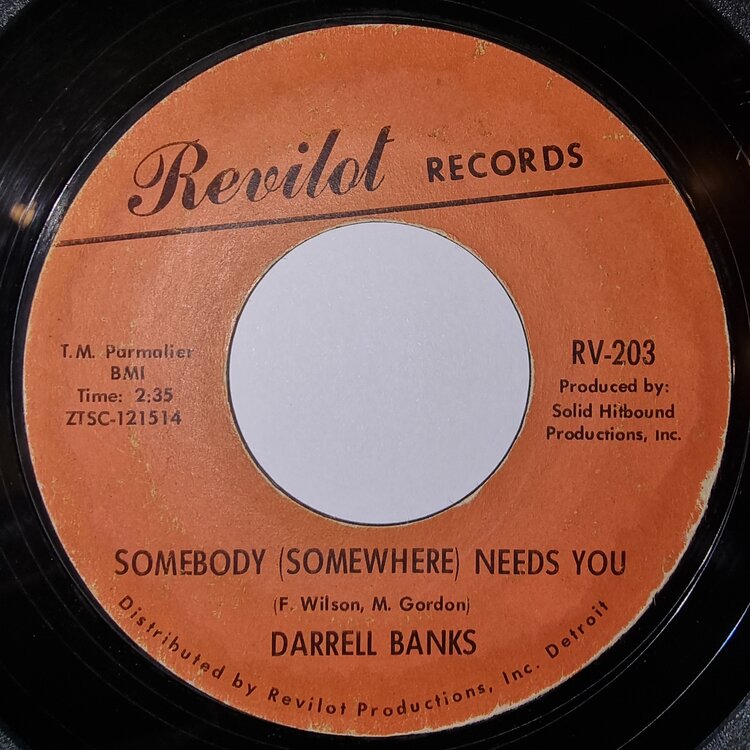 Revilot RECORDS
T.M. Parmalier
BMI
Time: 2:35
ZTSC-121514
RV-203
Produced by:
Solid Hitbound
Productions, Inc.
SOMEBODY (SOMEWHERE) NEEDS YOU
(F. Wilson, M. Gordon)
DARRELL BANKS
Distributed by Revilot Productions, Inc. Detroit